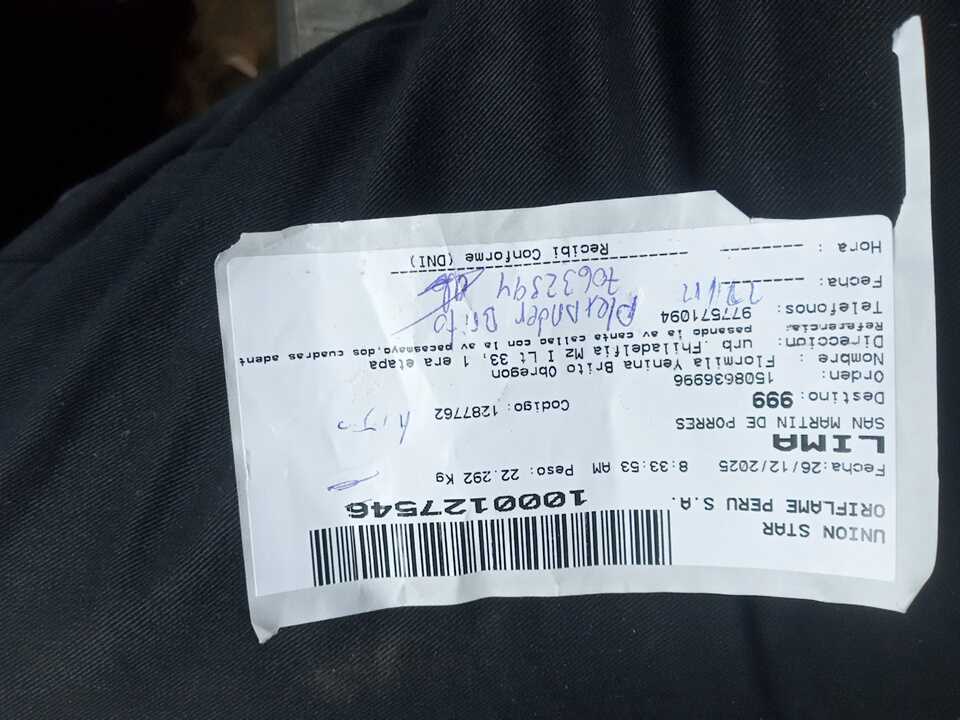 UNION STAR
ORIFLAME PERU S.A.
1000127546
Fecha:26/12/2025 8:33:53 AM Peso: 22.292 Kg
LIMA
SAN MARTIN DE PORRES
Destino: 999 Codigo: 1287762
Orden: 1508636996
Nombre : Flormila Yenina Brito Obregon
Direccion: urb. Fhiladelfia Mz I Lt 33, 1 era etapa
Referencia: pasando la av canta callao con la av pacasmayo,dos cuadras adent
Telefonos: 977571094
Alexander Brito
Fecha:
70632894
Hora :
Recibi Conforme (DNI)